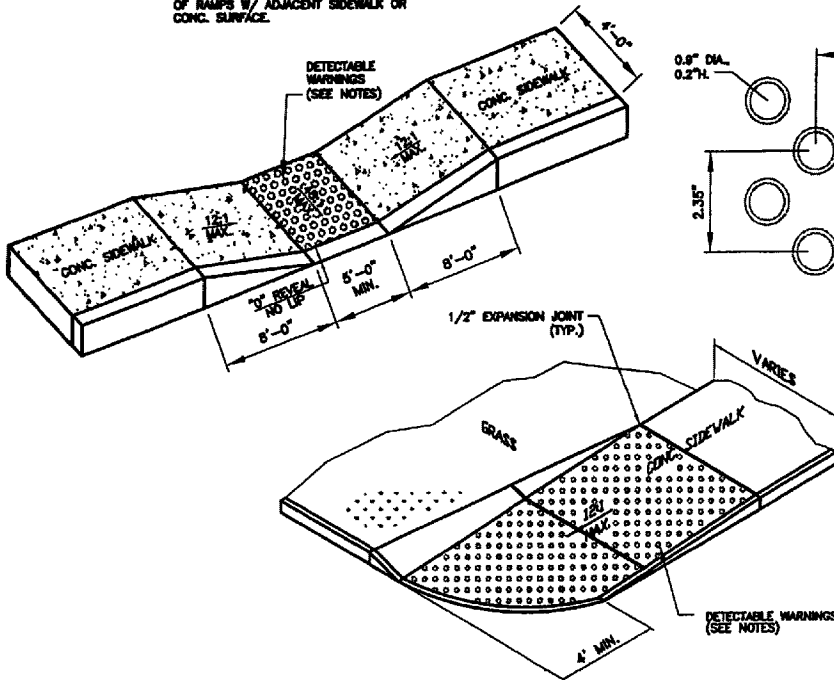 OF RAMPS W/ ADJACENT SIDEWALK OR
CONC. SURFACE.
DETECTABLE
WARNINGS
(SEE NOTES)
4'-0"
CONC. SIDEWALK
12:1
MAX.
12:1
MAX.
CONC. SIDEWALK
"0" REVEAL
NO LIP
5'-0"
MIN.
8'-0"
8'-0"
0.9" DIA.,
0.2"H.
2.35"
1/2" EXPANSION JOINT
(TYP.)
VARIES
GRASS
CONC. SIDEWALK
12:1
MAX.
4' MIN.
DETECTABLE WARNINGS
(SEE NOTES)